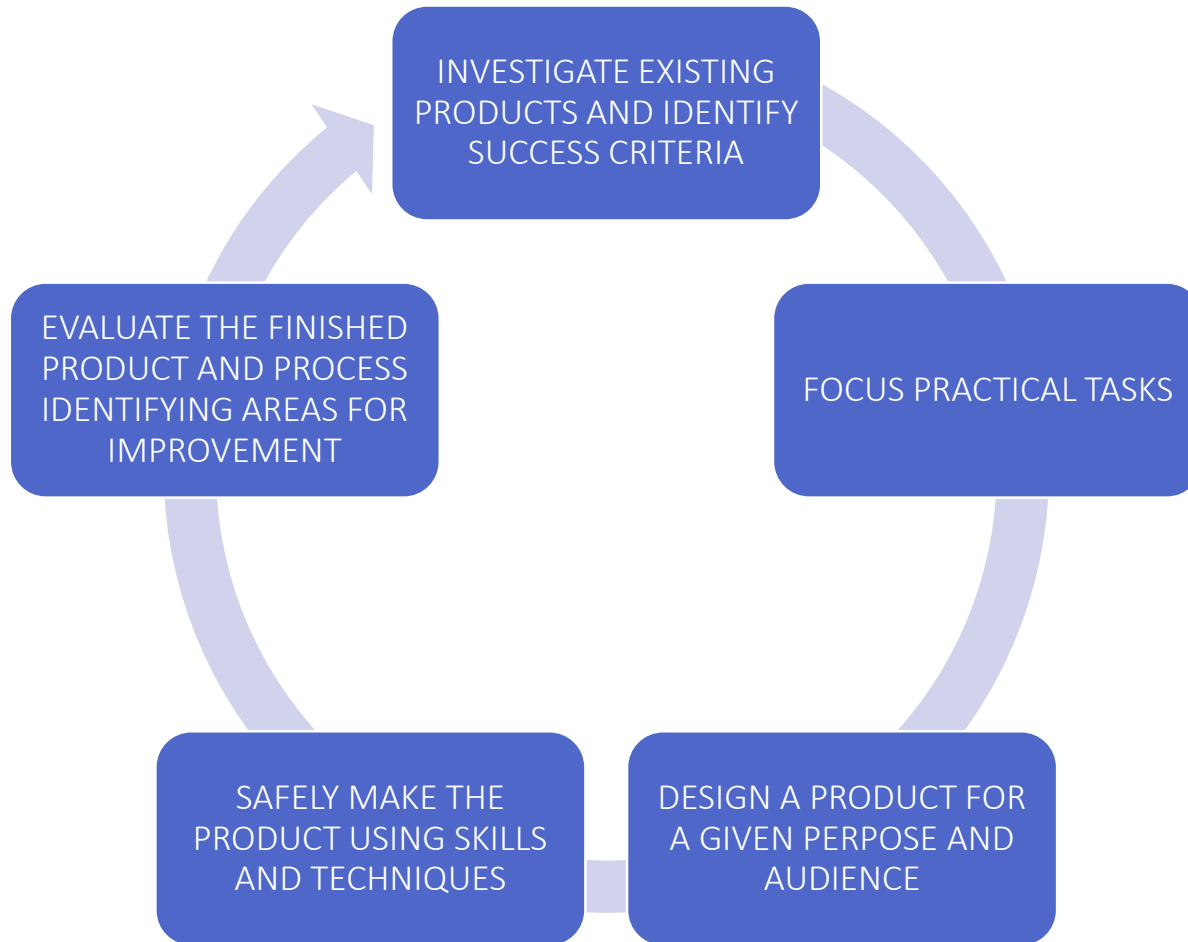 INVESTIGATE EXISTING
PRODUCTS AND IDENTIFY
SUCCESS CRITERIA
FOCUS PRACTICAL TASKS
DESIGN A PRODUCT FOR
A GIVEN PERPOSE AND
AUDIENCE
SAFELY MAKE THE
PRODUCT USING SKILLS
AND TECHNIQUES
EVALUATE THE FINISHED
PRODUCT AND PROCESS
IDENTIFYING AREAS FOR
IMPROVEMENT